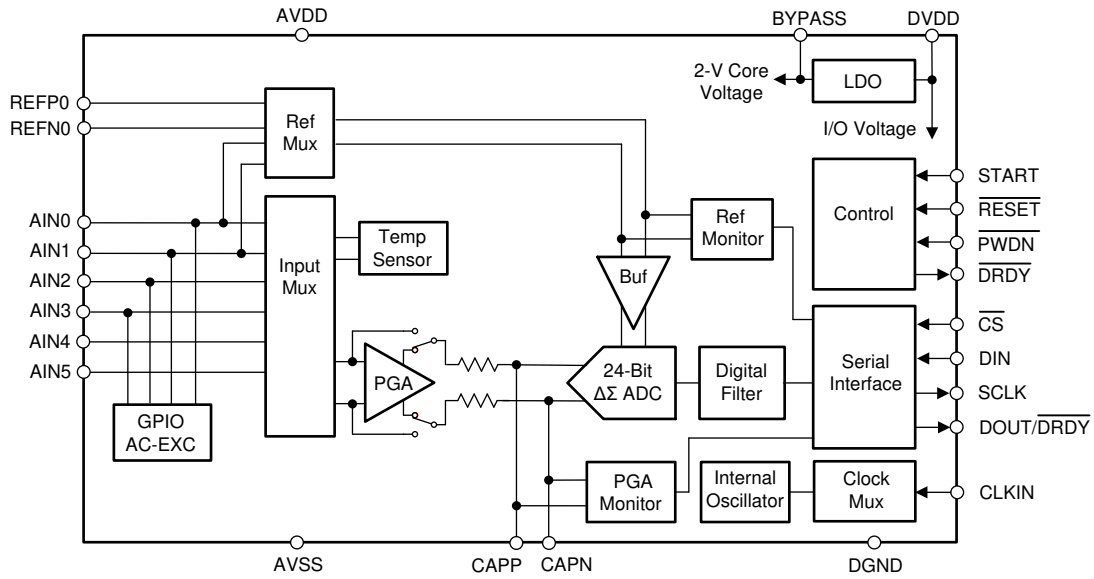 AVDD
BYPASS
DVDD
2-V Core
Voltage
LDO
I/O Voltage
REFP0
REFN0
Ref
Mux
START
RESET
PWDN
DRDY
Control
AIN0
AIN1
AIN2
AIN3
AIN4
AIN5
Input
Mux
Temp
Sensor
Ref
Monitor
Buf
CS
DIN
SCLK
DOUT/DRDY
Serial
Interface
PGA
24-Bit
ΔΣ ADC
Digital
Filter
GPIO
AC-EXC
PGA
Monitor
Internal
Oscillator
Clock
Mux
CLKIN
AVSS
CAPP
CAPN
DGND